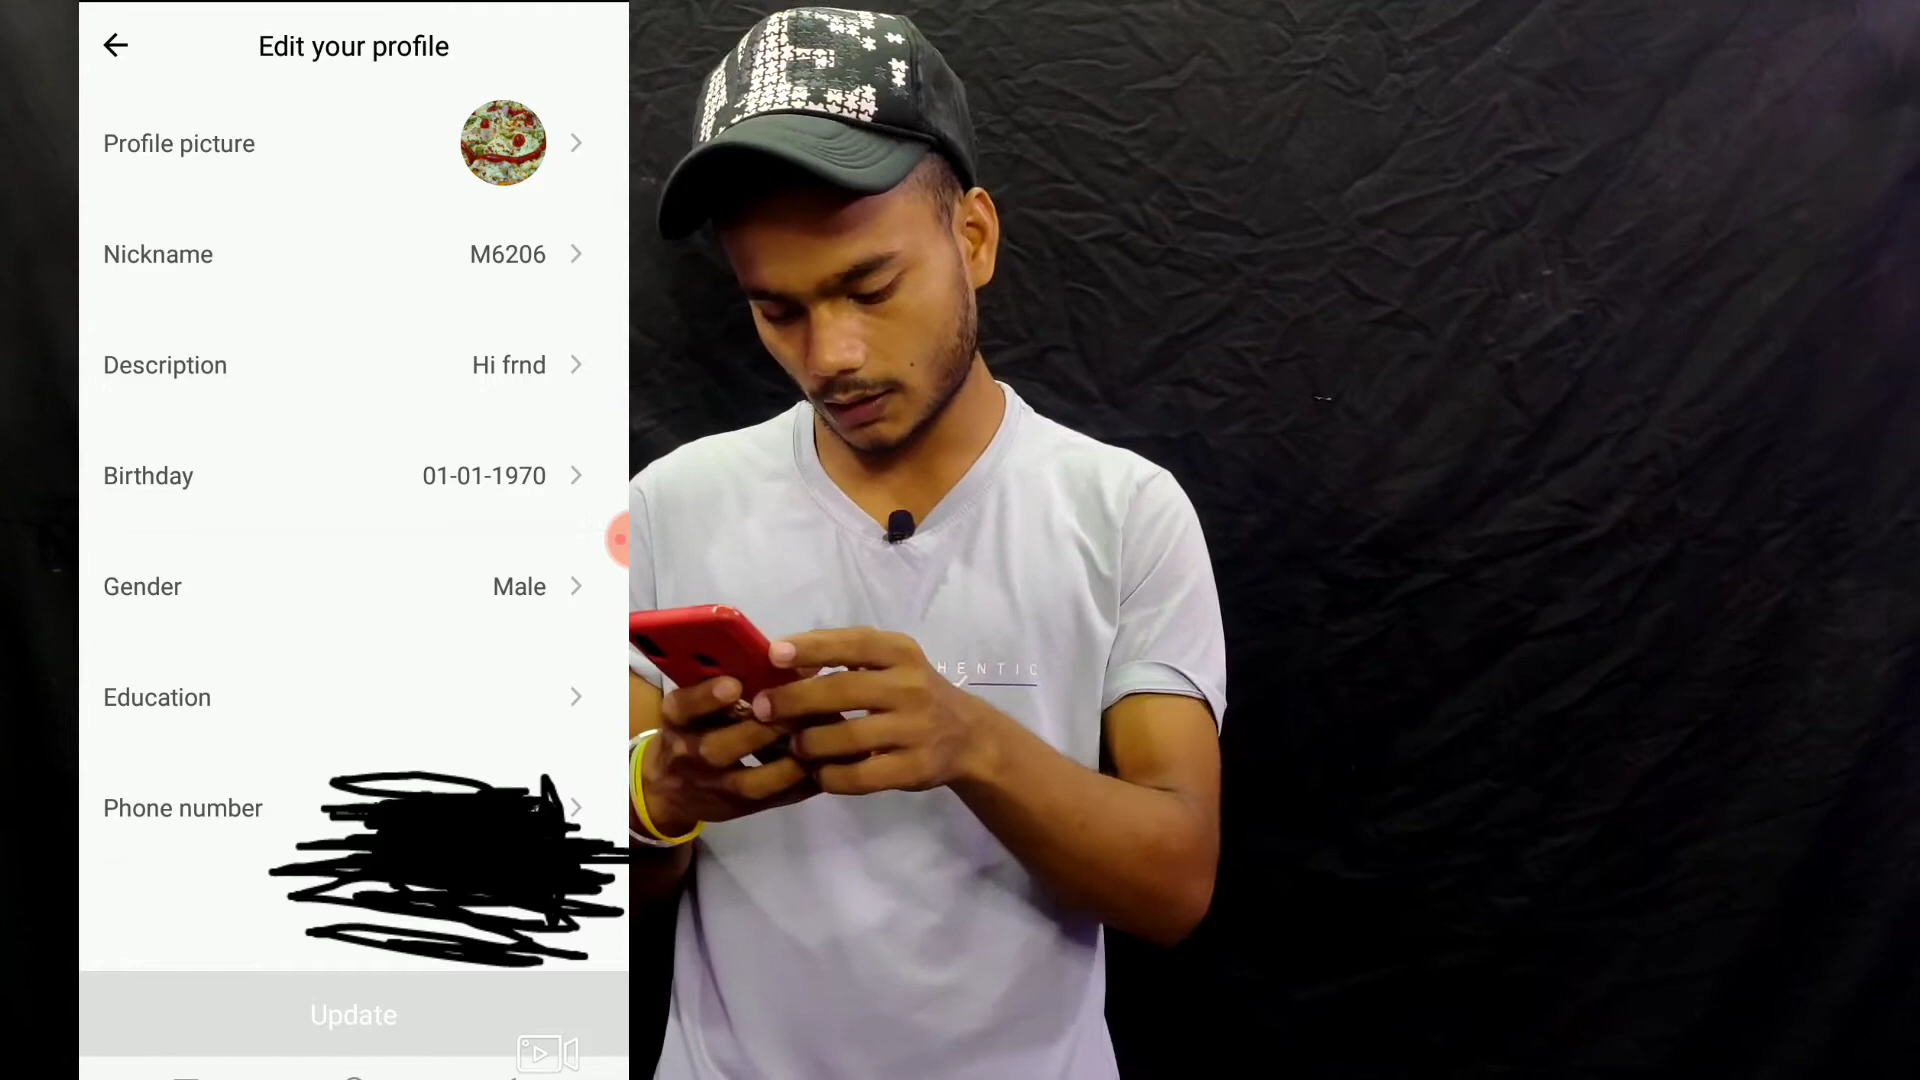 Edit your profile
Profile picture
Nickname M6206
Description Hi frnd
Birthday 01-01-1970
Gender Male
Education
Phone number
Update
HENTIC